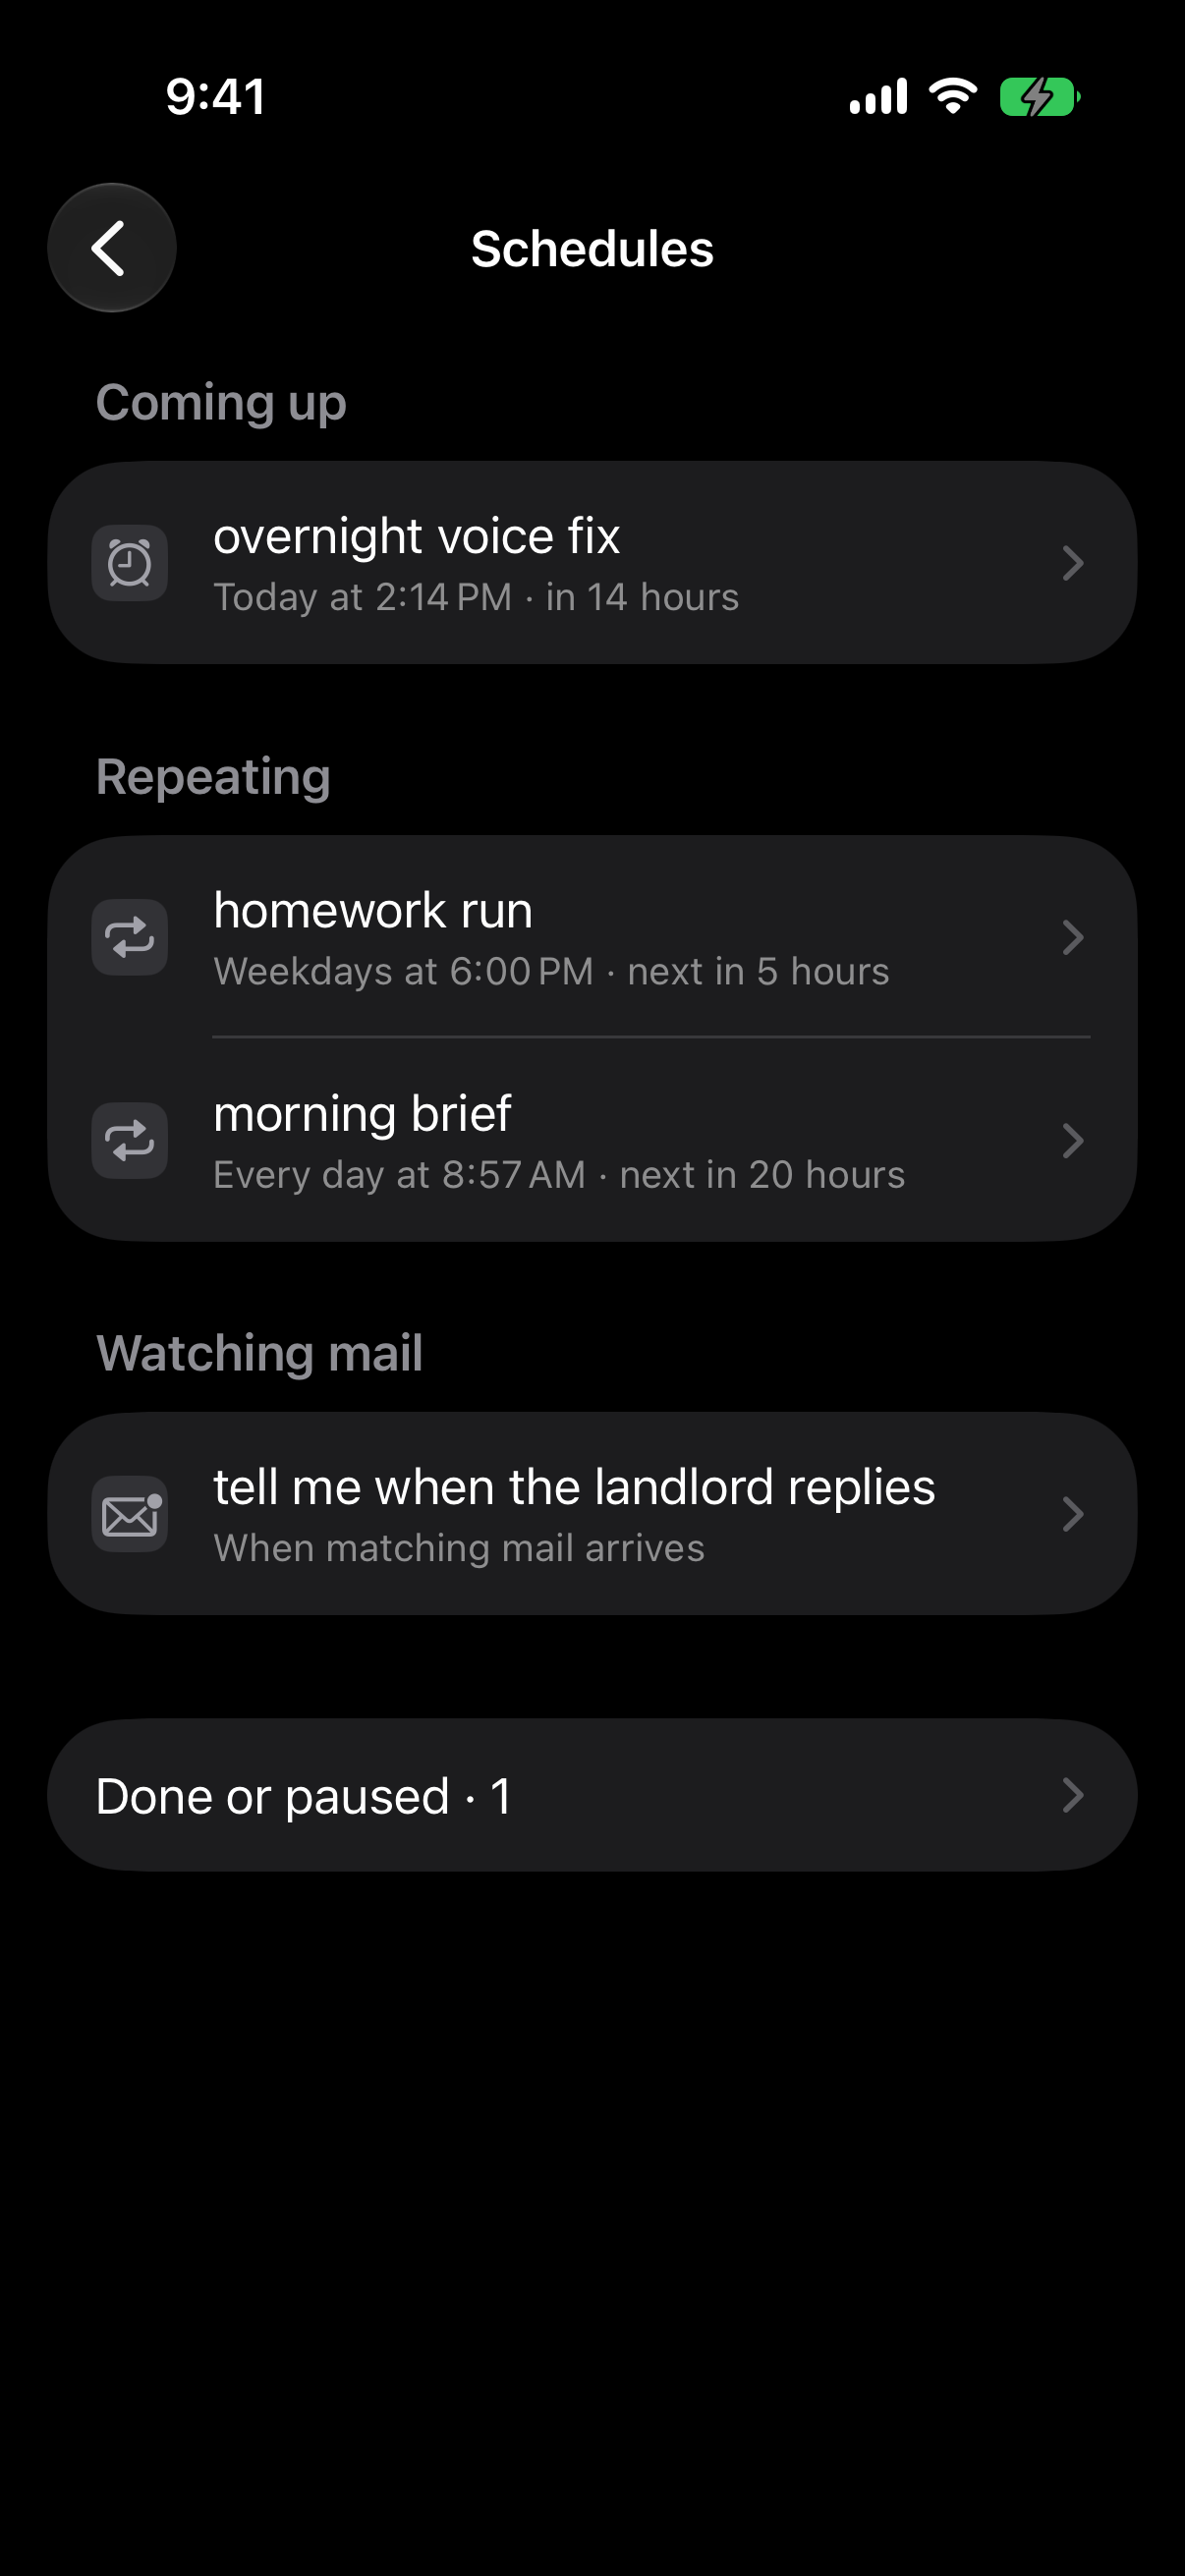 9:41
Schedules
Coming up
overnight voice fix
Today at 2:14 PM · in 14 hours
Repeating
homework run
Weekdays at 6:00 PM · next in 5 hours
morning brief
Every day at 8:57 AM · next in 20 hours
Watching mail
tell me when the landlord replies
When matching mail arrives
Done or paused · 1